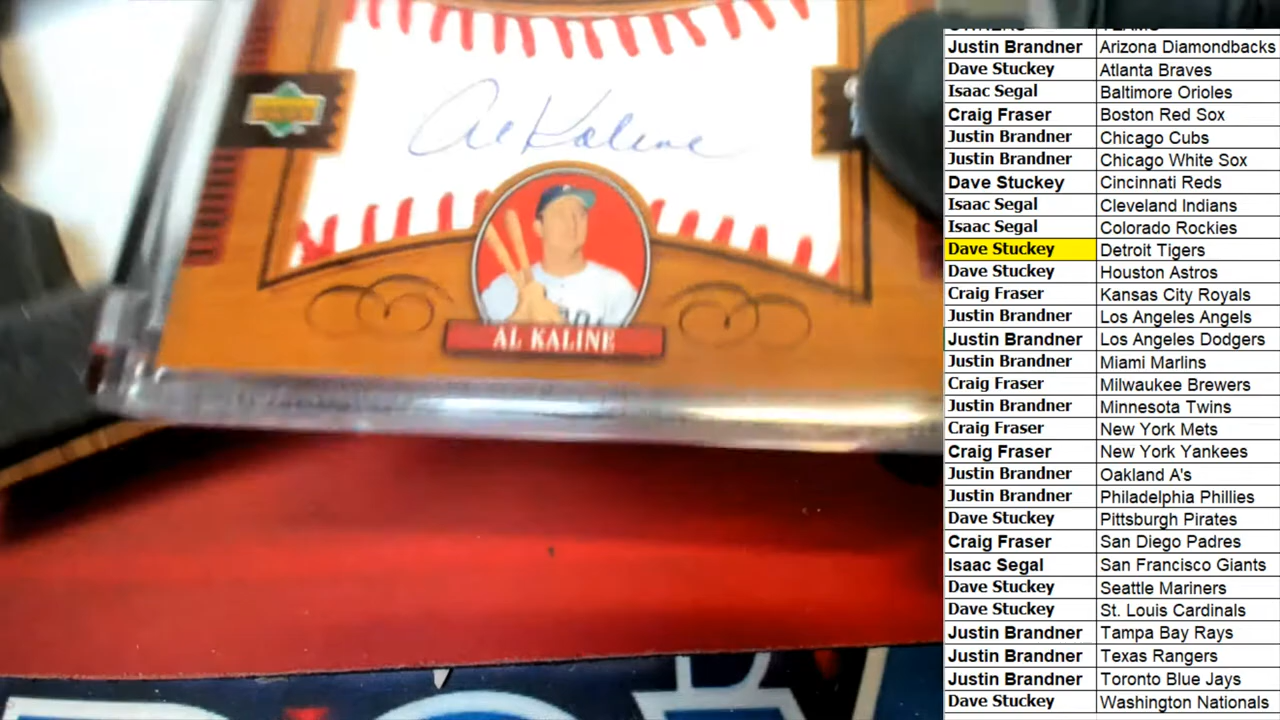 Al Kaline
AL KALINE
OWNERS TEAMS
Justin Brandner Arizona Diamondbacks
Dave Stuckey Atlanta Braves
Isaac Segal Baltimore Orioles
Craig Fraser Boston Red Sox
Justin Brandner Chicago Cubs
Justin Brandner Chicago White Sox
Dave Stuckey Cincinnati Reds
Isaac Segal Cleveland Indians
Isaac Segal Colorado Rockies
Dave Stuckey Detroit Tigers
Dave Stuckey Houston Astros
Craig Fraser Kansas City Royals
Justin Brandner Los Angeles Angels
Justin Brandner Los Angeles Dodgers
Justin Brandner Miami Marlins
Craig Fraser Milwaukee Brewers
Justin Brandner Minnesota Twins
Craig Fraser New York Mets
Craig Fraser New York Yankees
Justin Brandner Oakland A's
Justin Brandner Philadelphia Phillies
Dave Stuckey Pittsburgh Pirates
Craig Fraser San Diego Padres
Isaac Segal San Francisco Giants
Dave Stuckey Seattle Mariners
Dave Stuckey St. Louis Cardinals
Justin Brandner Tampa Bay Rays
Justin Brandner Texas Rangers
Justin Brandner Toronto Blue Jays
Dave Stuckey Washington Nationals